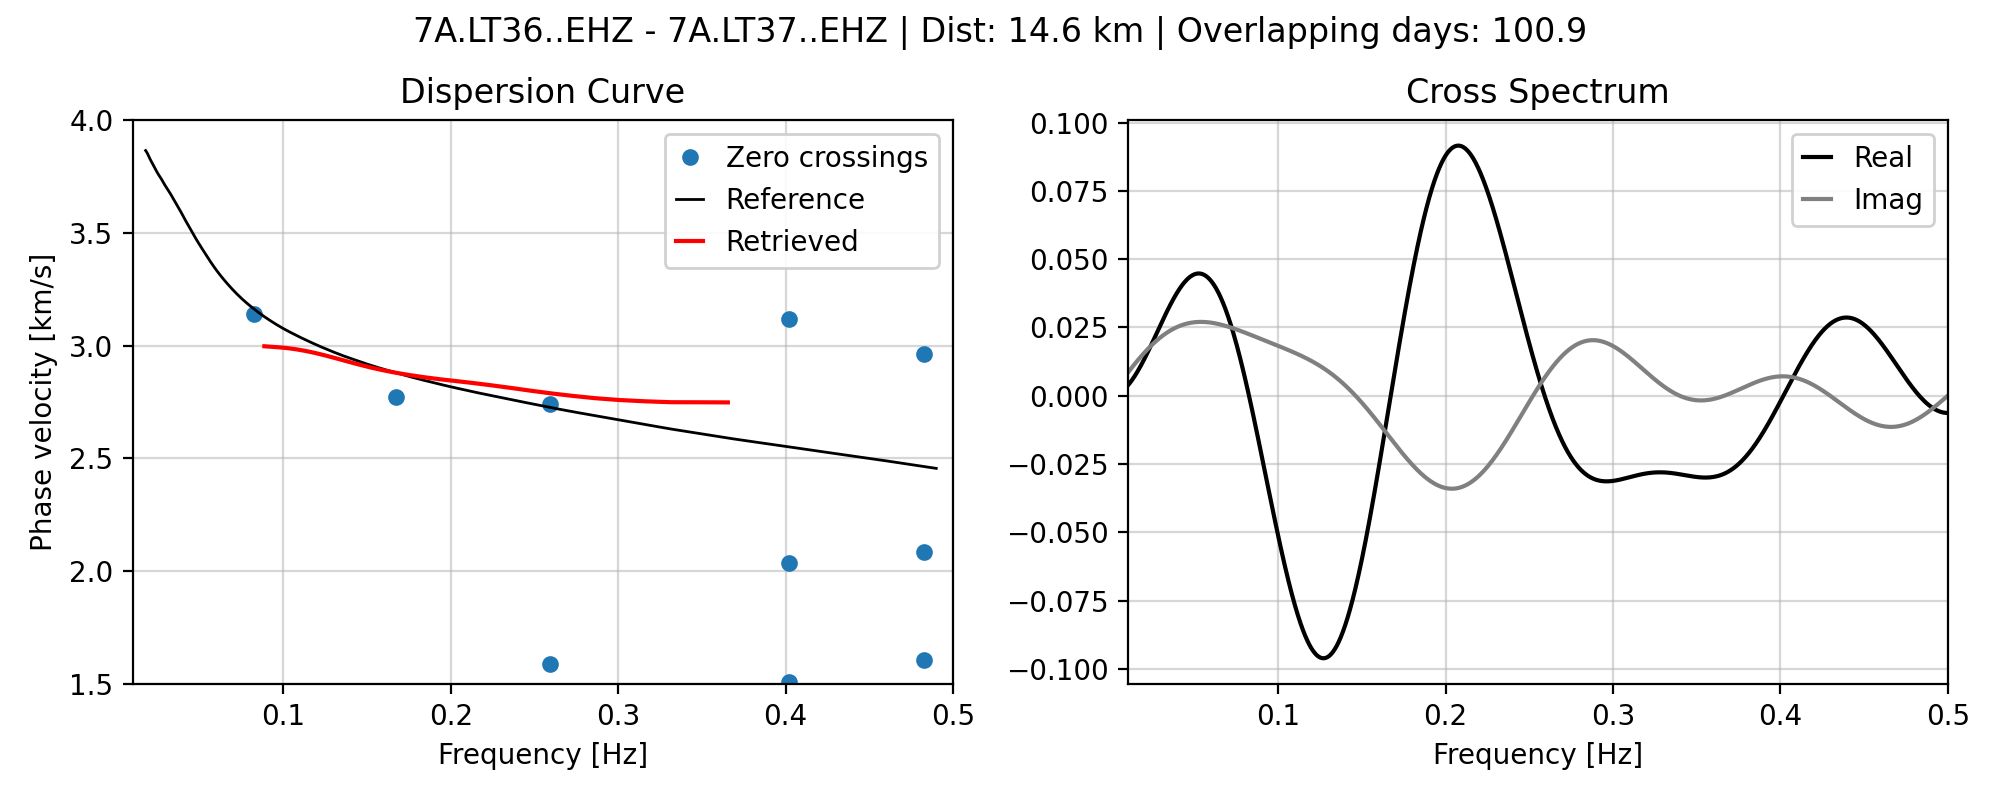 7A.LT36..EHZ - 7A.LT37..EHZ | Dist: 14.6 km | Overlapping days: 100.9
Dispersion Curve
4.0
3.5
3.0
2.5
2.0
1.5
Phase velocity [km/s]
Zero crossings
Reference
Retrieved
0.1
0.2
0.3
0.4
0.5
Frequency [Hz]
Cross Spectrum
0.100
0.075
0.050
0.025
0.000
−0.025
−0.050
−0.075
−0.100
Real
Imag
0.1
0.2
0.3
0.4
0.5
Frequency [Hz]